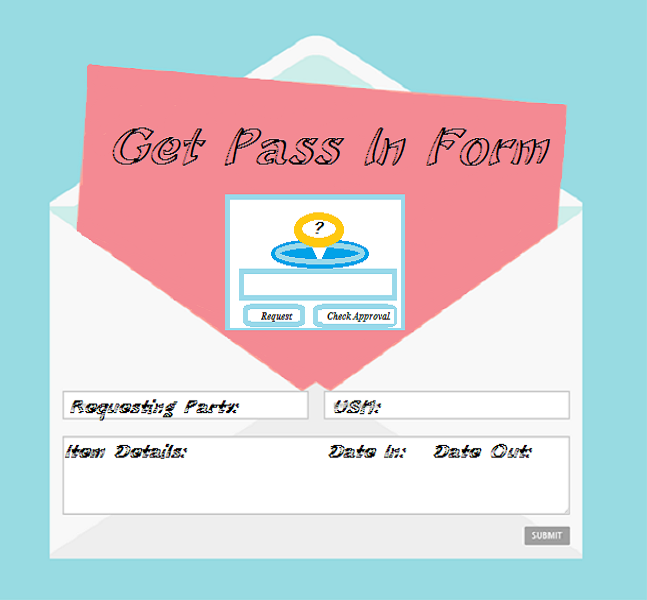 Get Pass In Form
?
Request Check Approval
Requesting Party: USN:
Item Details: Date In: Date Out:
SUBMIT